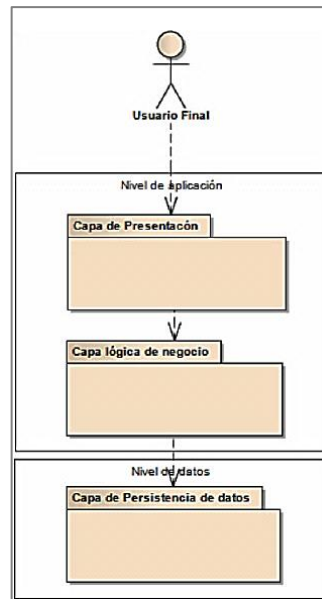 Usuario Final
Nivel de aplicación
Capa de Presentacón
Capa lógica de negocio
Nivel de datos
Capa de Persistencia de datos